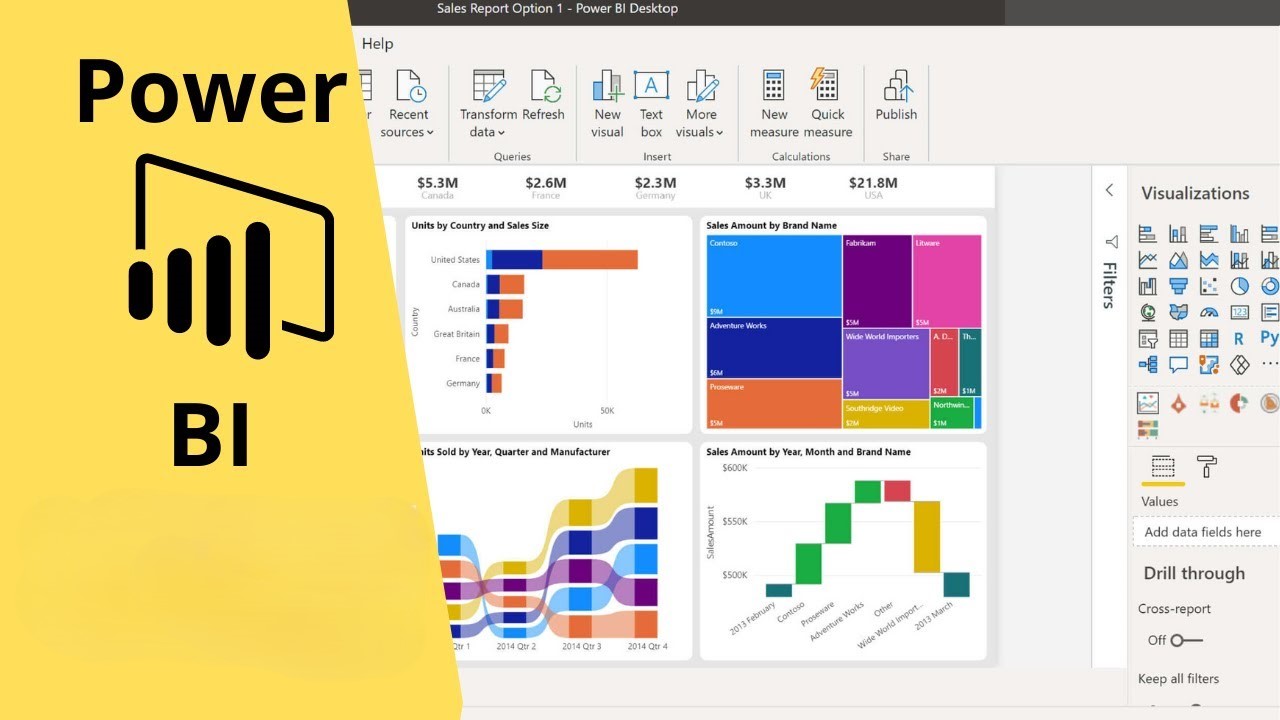 Power
BI
Sales Report Option 1 - Power BI Desktop
Help
Recent
sources
Transform
data
Refresh
New
visual
Text
box
More
visuals
New
measure
Quick
measure
Publish
Queries
Insert
Calculations
Share
$5.3M
Canada
$2.6M
France
$2.3M
Germany
$3.3M
UK
$21.8M
USA
Units by Country and Sales Size
Country
United States
Canada
Australia
Great Britain
France
Germany
0K
50K
Units
Sales Amount by Brand Name
Contoso
$9M
Adventure Works
$6M
Proseware
$5M
Fabrikam
$5M
Litware
$5M
Wide World Importers
$5M
A. D...
$2M
Th...
$1M
Southridge Video
$2M
Northwin...
$1M
nits Sold by Year, Quarter and Manufacturer
Qtr 1
2014 Qtr 2
2014 Qtr 3
2014 Qtr 4
Sales Amount by Year, Month and Brand Name
SalesAmount
$600K
$550K
$500K
2013 February
Contoso
Proseware
Adventure Works
Other
Wide World Import...
2013 March
Filters
Visualizations
123
R
Py
Values
Add data fields here
Drill through
Cross-report
Off
Keep all filters